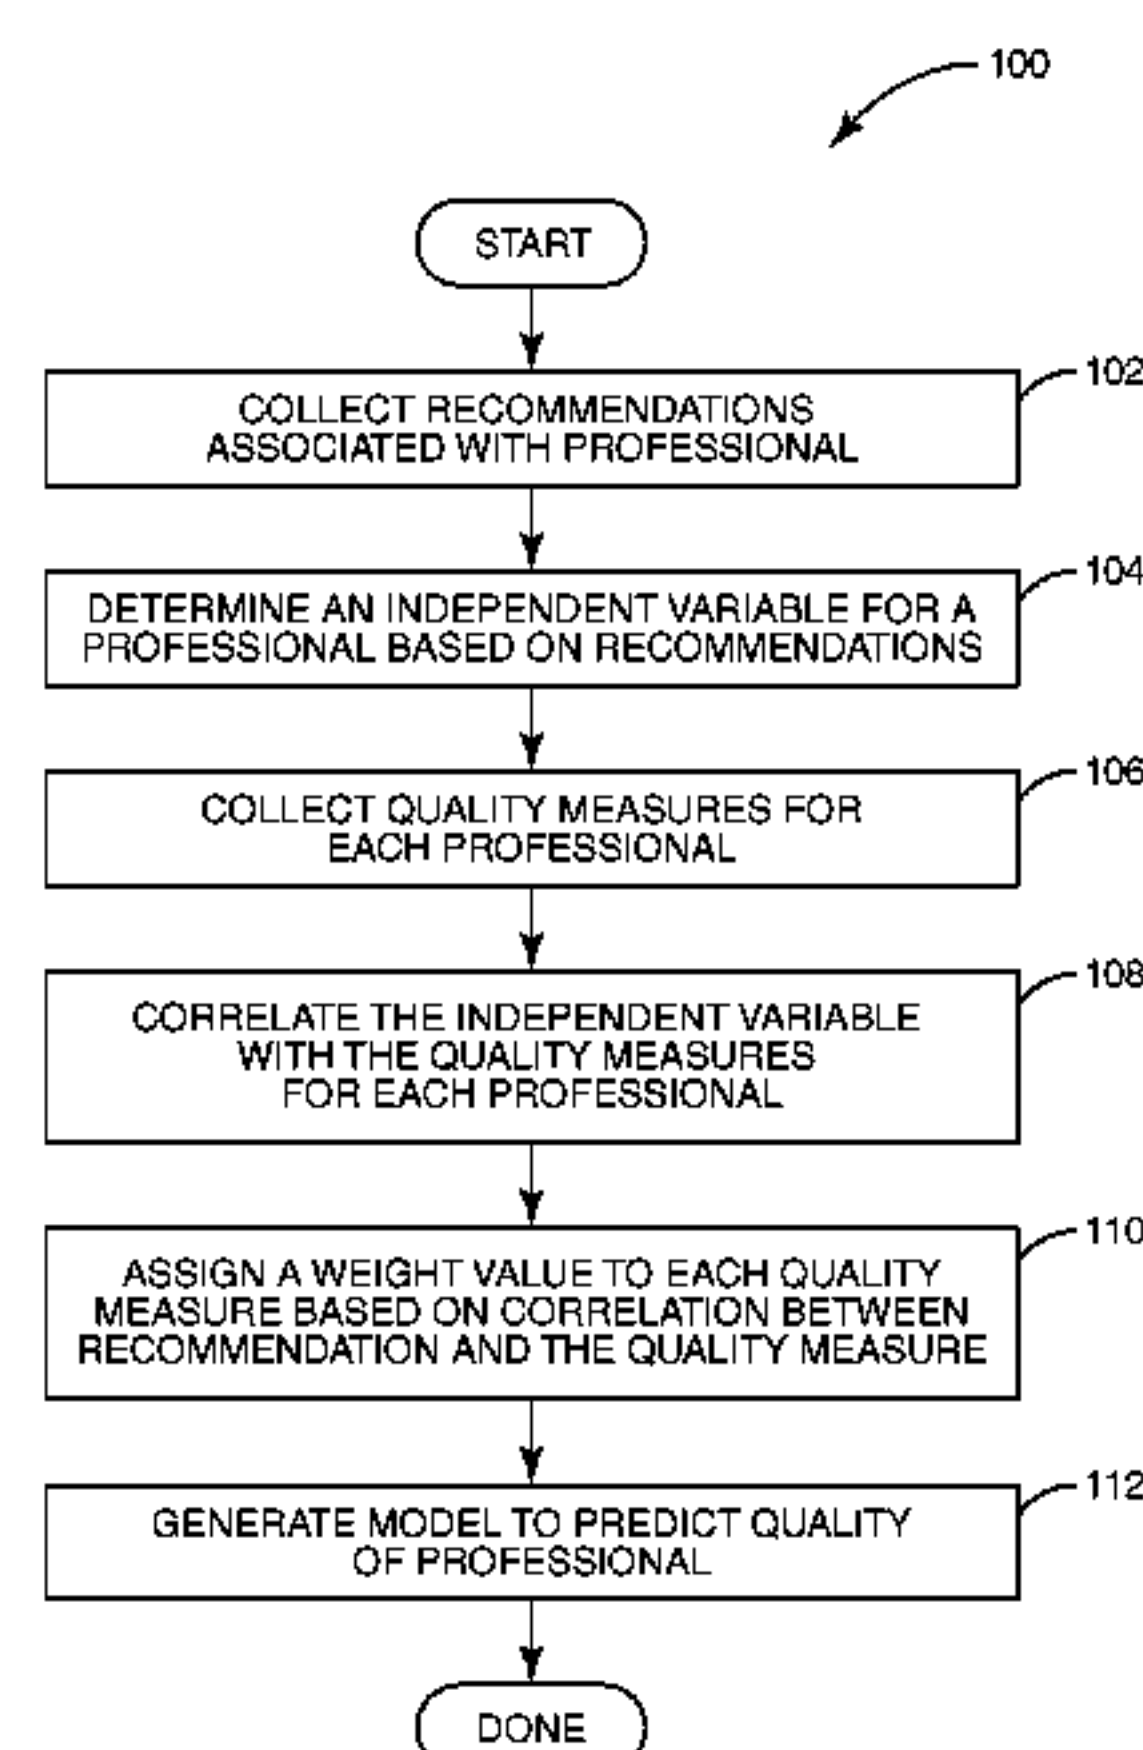 100
START
102
COLLECT RECOMMENDATIONS
ASSOCIATED WITH PROFESSIONAL
104
DETERMINE AN INDEPENDENT VARIABLE FOR A
PROFESSIONAL BASED ON RECOMMENDATIONS
106
COLLECT QUALITY MEASURES FOR
EACH PROFESSIONAL
108
CORRELATE THE INDEPENDENT VARIABLE
WITH THE QUALITY MEASURES
FOR EACH PROFESSIONAL
110
ASSIGN A WEIGHT VALUE TO EACH QUALITY
MEASURE BASED ON CORRELATION BETWEEN
RECOMMENDATION AND THE QUALITY MEASURE
112
GENERATE MODEL TO PREDICT QUALITY
OF PROFESSIONAL
DONE